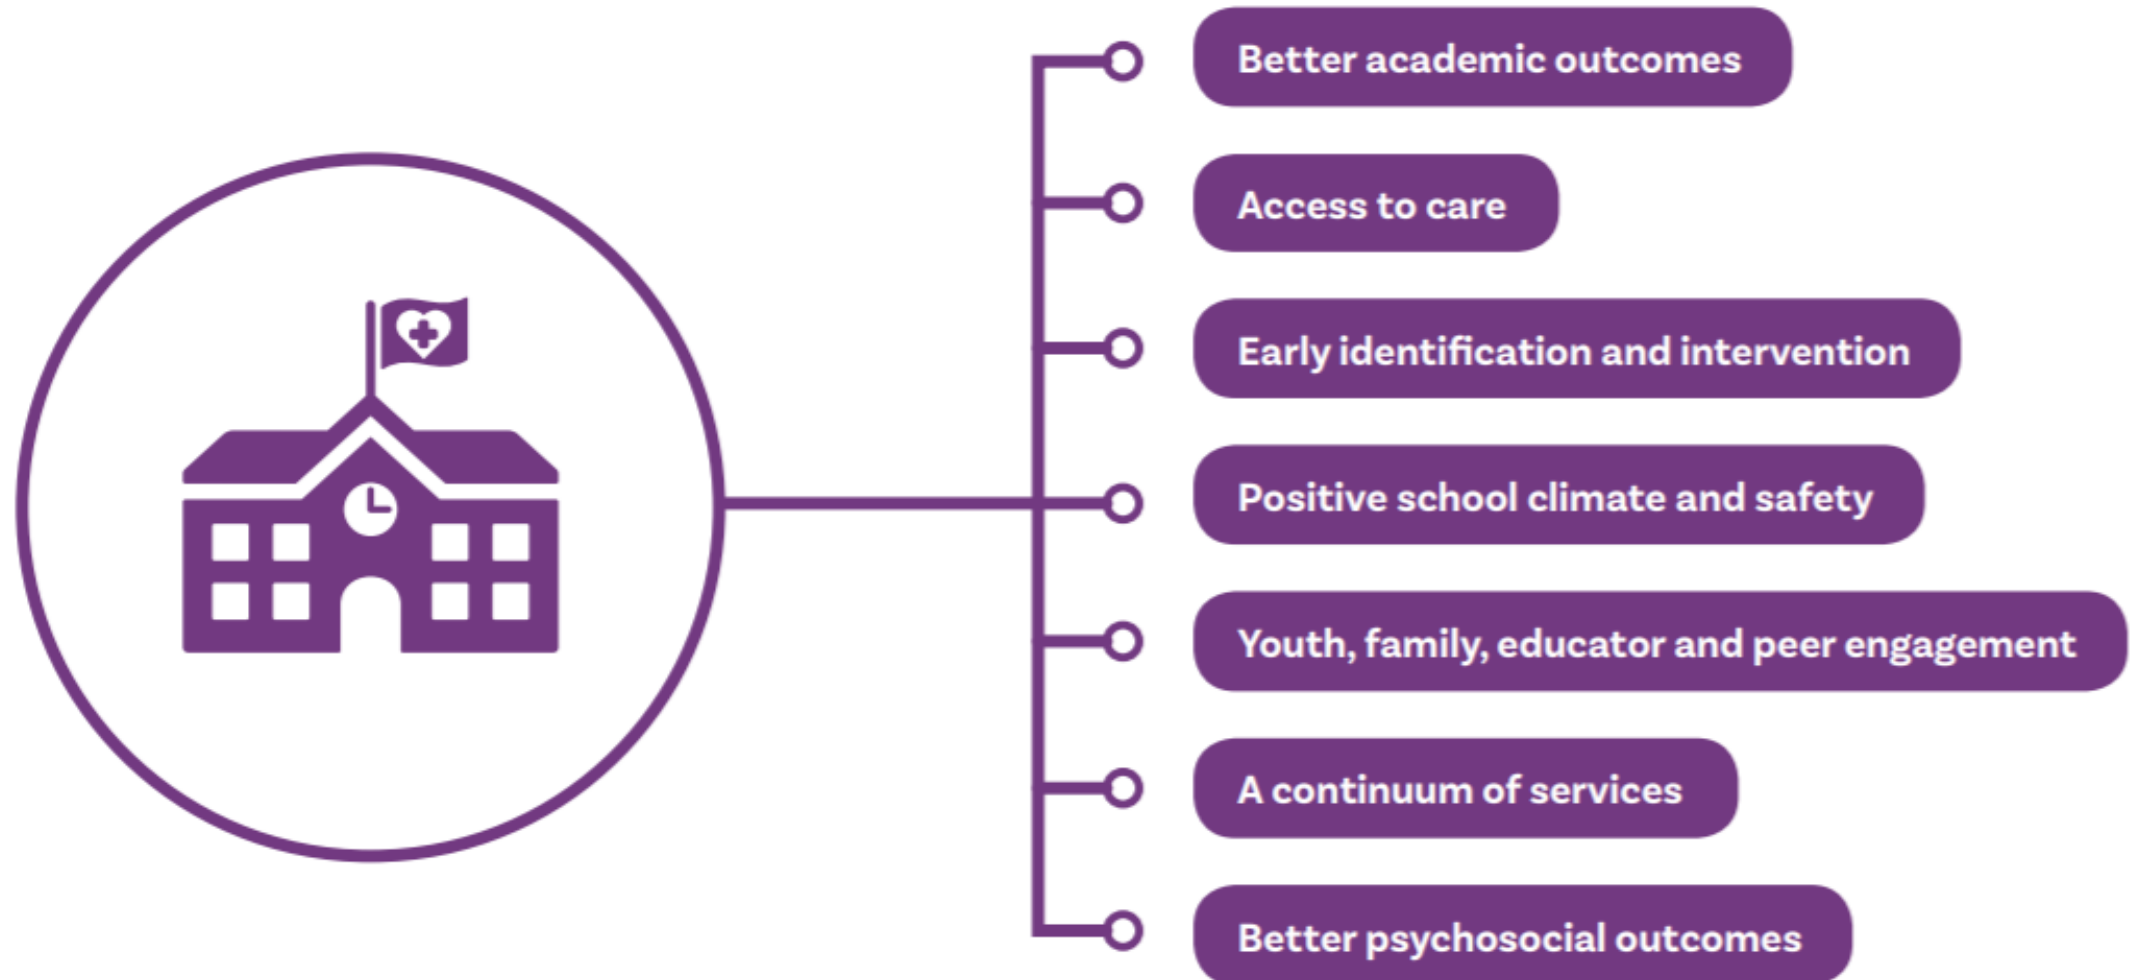 Better academic outcomes
Access to care
Early identification and intervention
Positive school climate and safety
Youth, family, educator and peer engagement
A continuum of services
Better psychosocial outcomes